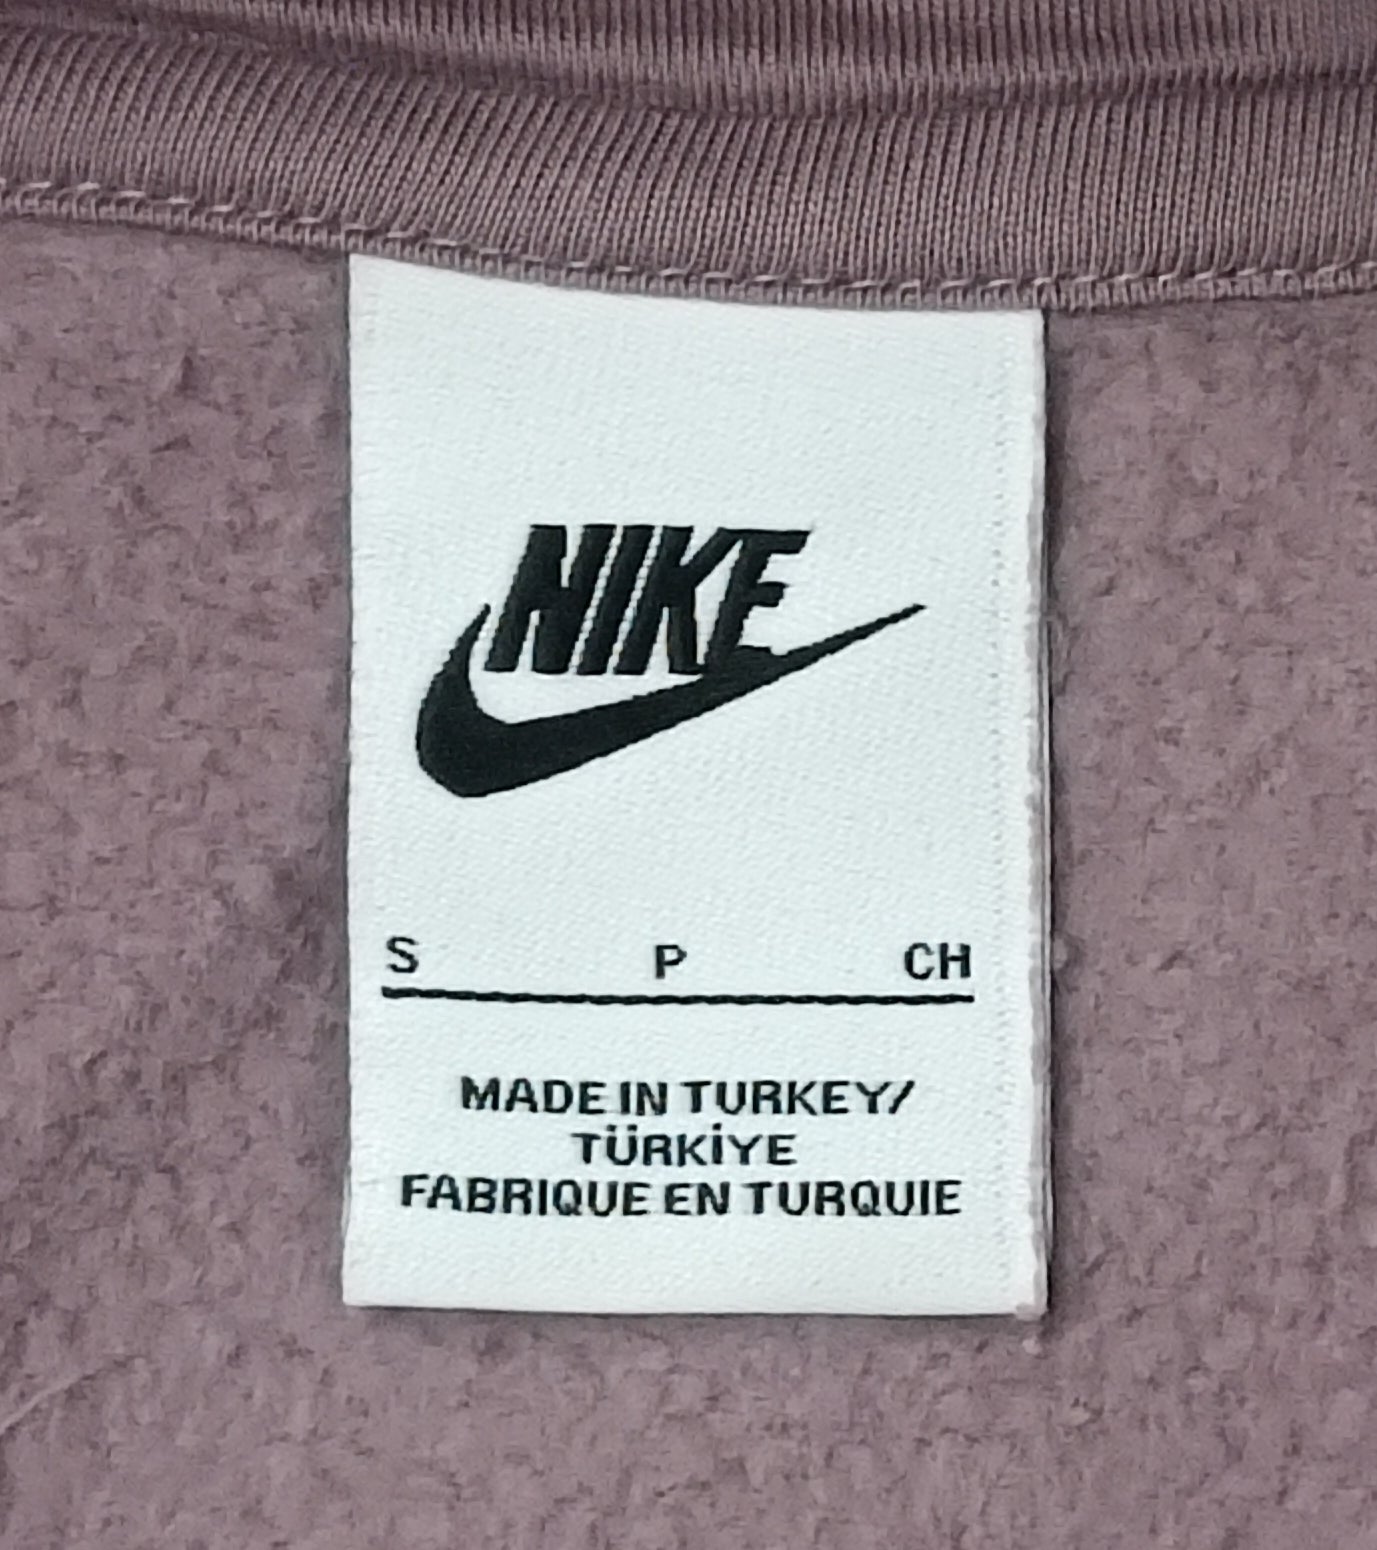 NIKE
S P CH
MADE IN TURKEY/
TÜRKİYE
FABRIQUE EN TURQUIE